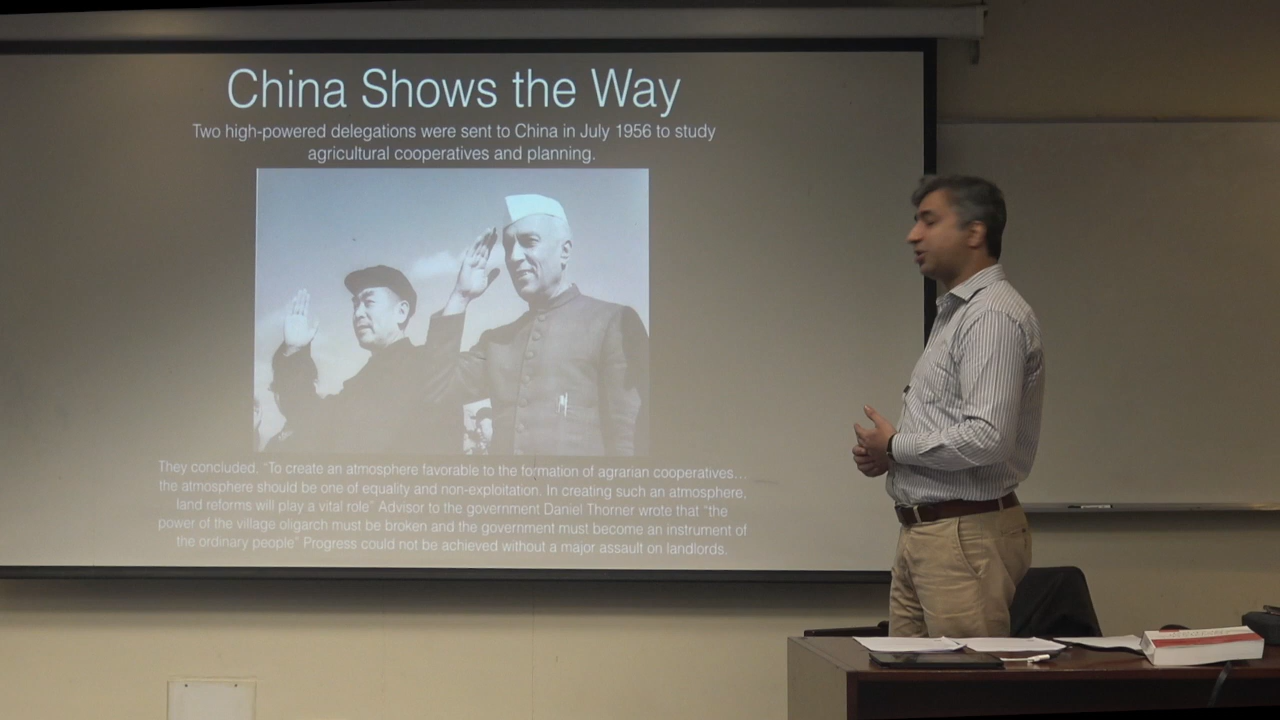 China Shows the Way
Two high-powered delegations were sent to China in July 1956 to study
agricultural cooperatives and planning.
They concluded. "To create an atmosphere favorable to the formation of agrarian cooperatives…
the atmosphere should be one of equality and non-exploitation. In creating such an atmosphere,
land reforms will play a vital role" Advisor to the government Daniel Thorner wrote that "the
power of the village oligarch must be broken and the government must become an instrument of
the ordinary people" Progress could not be achieved without a major assault on landlords.